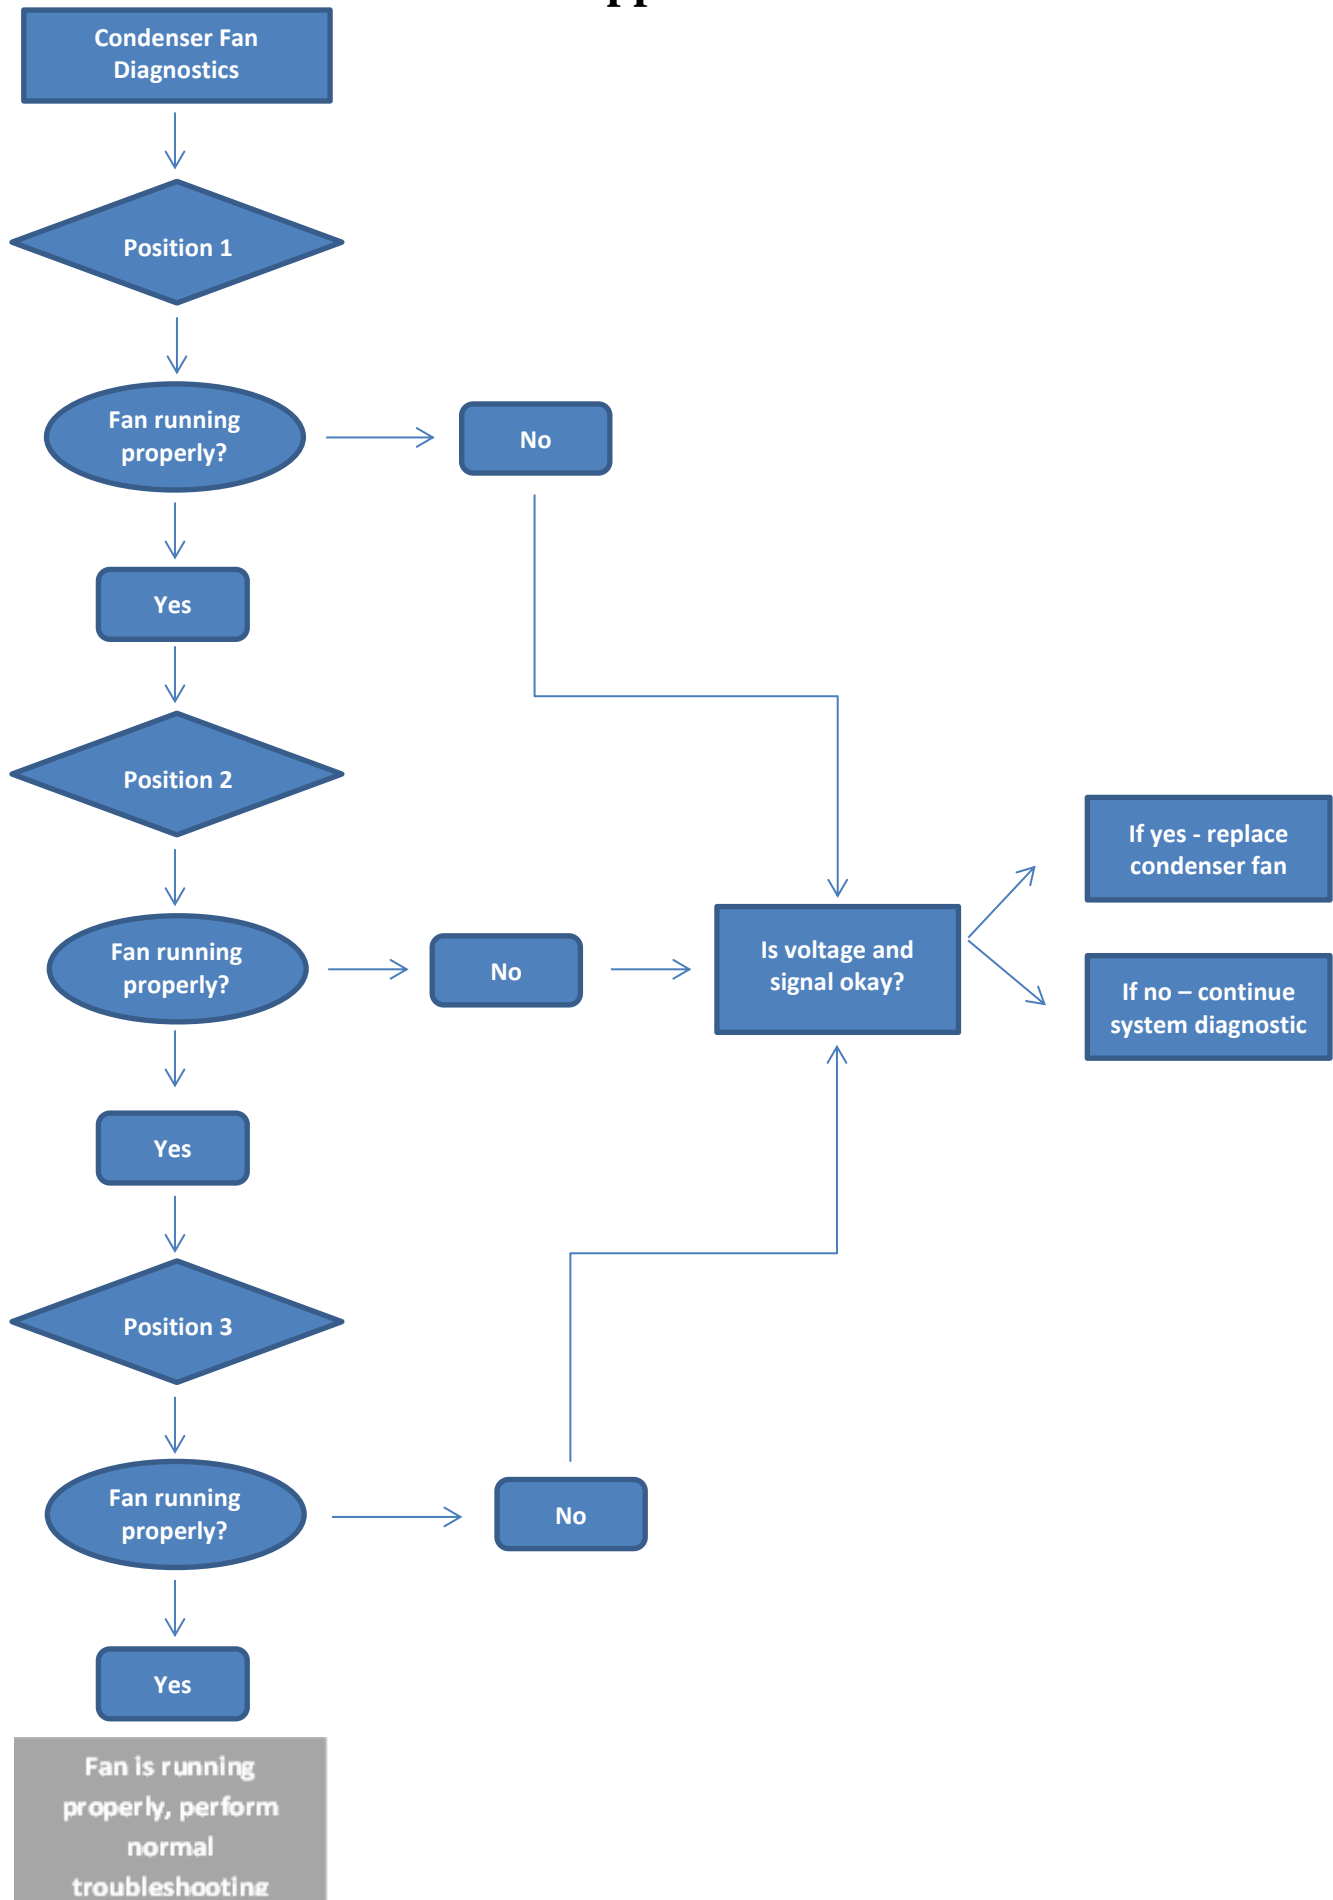 Condenser Fan
Diagnostics
Position 1
Fan running
properly?
No
Yes
Position 2
Fan running
properly?
No
Is voltage and
signal okay?
If yes - replace
condenser fan
If no – continue
system diagnostic
Yes
Position 3
Fan running
properly?
No
Yes
Fan is running
properly, perform
normal
troubleshooting